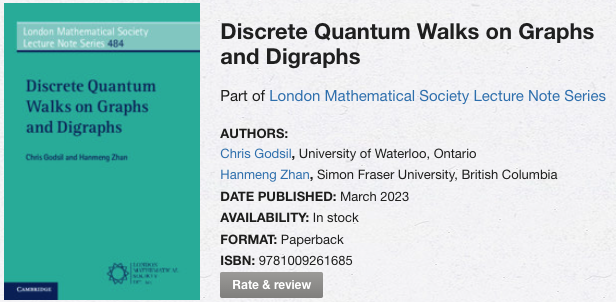 London Mathematical Society
Lecture Note Series 484
Discrete Quantum
Walks on Graphs
and Digraphs
Chris Godsil and Hanmeng Zhan
LONDON
MATHEMATICAL
SOCIETY
CAMBRIDGE
Discrete Quantum Walks on Graphs
and Digraphs
Part of London Mathematical Society Lecture Note Series
AUTHORS:
Chris Godsil, University of Waterloo, Ontario
Hanmeng Zhan, Simon Fraser University, British Columbia
DATE PUBLISHED: March 2023
AVAILABILITY: In stock
FORMAT: Paperback
ISBN: 9781009261685
Rate & review